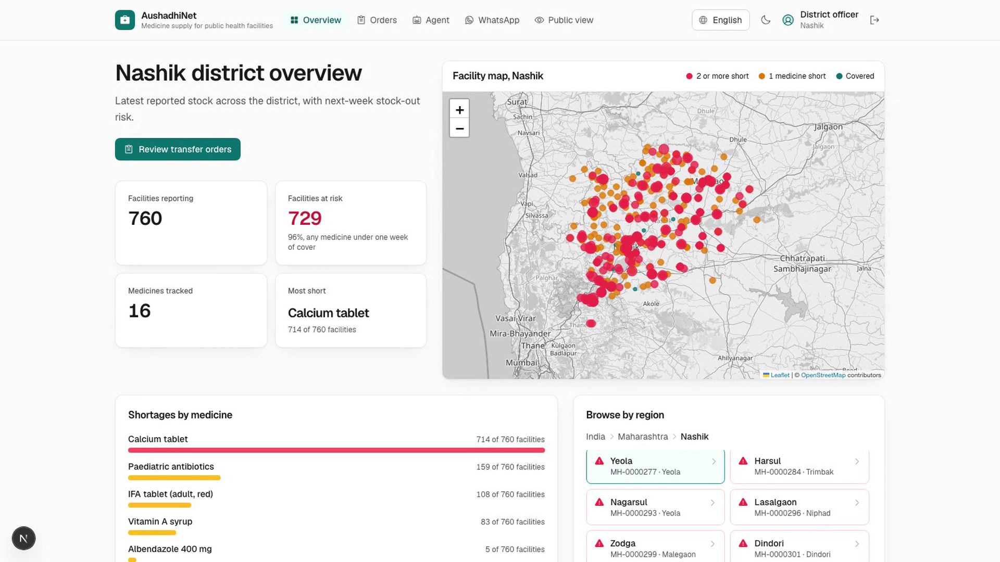 AushadhiNet
Medicine supply for public health facilities
Overview
Orders
Agent
WhatsApp
Public view
English
District officer
Nashik
Nashik district overview
Latest reported stock across the district, with next-week stock-out
risk.
Review transfer orders
Facilities reporting
760
Facilities at risk
729
96%, any medicine under one week
of cover
Medicines tracked
16
Most short
Calcium tablet
714 of 760 facilities
Facility map, Nashik
2 or more short
1 medicine short
Covered
+
−
Surat
Sachin
Navsari
Dhule
Jalgaon
Dhule
Jalgaon
Valsad
Vapi
Silvassa
Chhatrapati
Sambhajinagar
Jalna
Palghar
Akole
Vasai-Virar
Thane
Mira-Bhayander
Thane
Kulgaon
Badlapur
Mumbai
Ahilyanagar
Leaflet | © OpenStreetMap contributors
Shortages by medicine
Calcium tablet
714 of 760 facilities
Paediatric antibiotics
159 of 760 facilities
IFA tablet (adult, red)
108 of 760 facilities
Vitamin A syrup
83 of 760 facilities
Albendazole 400 mg
5 of 760 facilities
Browse by region
India > Maharashtra > Nashik
Yeola
MH-0000277 · Yeola
Harsul
MH-0000284 · Trimbak
Nagarsul
MH-0000293 · Yeola
Lasalgaon
MH-0000296 · Niphad
Zodga
MH-0000299 · Malegaon
Dindori
MH-0000301 · Dindori
N